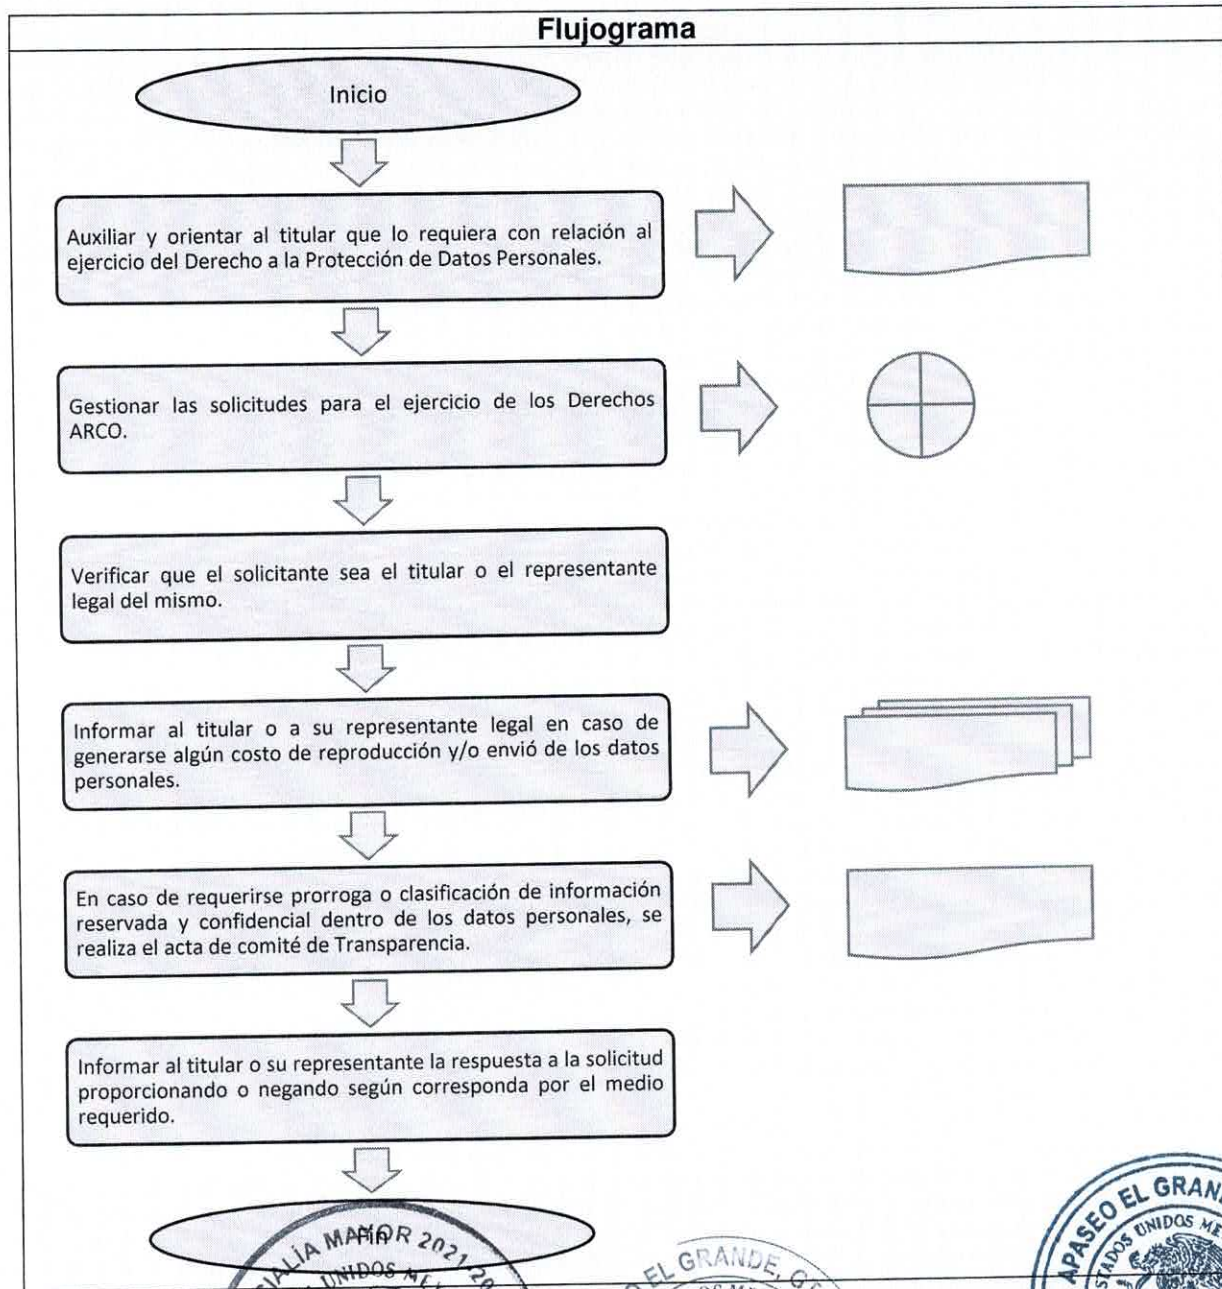 Flujograma
Inicio
Auxiliar y orientar al titular que lo requiera con relación al
ejercicio del Derecho a la Protección de Datos Personales.
Gestionar las solicitudes para el ejercicio de los Derechos
ARCO.
Verificar que el solicitante sea el titular o el representante
legal del mismo.
Informar al titular o a su representante legal en caso de
generarse algún costo de reproducción y/o envió de los datos
personales.
En caso de requerirse prorroga o clasificación de información
reservada y confidencial dentro de los datos personales, se
realiza el acta de comité de Transparencia.
Informar al titular o su representante la respuesta a la solicitud
proporcionando o negando según corresponda por el medio
requerido.
Fin
MAYOR 2021-20
UNIDOS
EL GRANDE, G
APASEO EL GRAN
UNIDOS ME